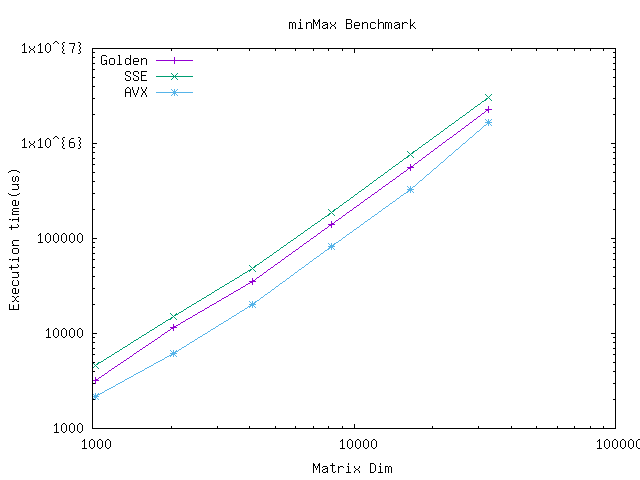 minMax Benchmark
1x10^{7}
Golden
SSE
AVX
1x10^{6}
100000
10000
1000
Execution time(us)
1000
10000
100000
Matrix Dim